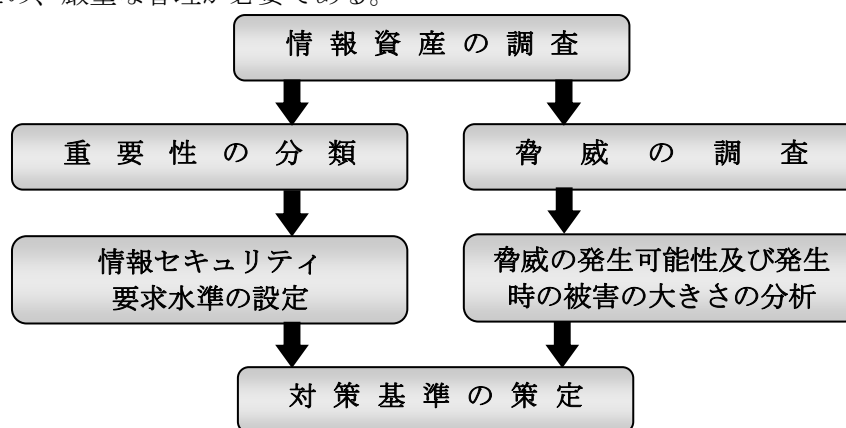 厳重な管理が必要である。
情報資産の調査
重要性の分類
脅威の調査
情報セキュリティ
要求水準の設定
脅威の発生可能性及び発生
時の被害の大きさの分析
対策基準の策定